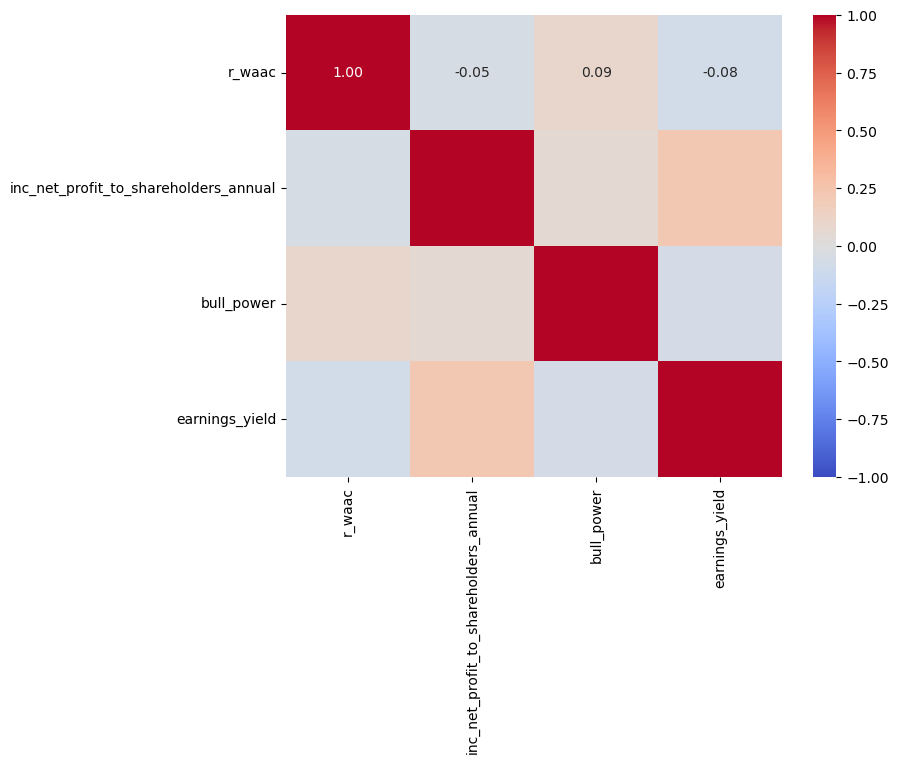 r_waac
inc_net_profit_to_shareholders_annual
bull_power
earnings_yield
1.00 -0.05 0.09 -0.08
r_waac
inc_net_profit_to_shareholders_annual
bull_power
earnings_yield
1.00
0.75
0.50
0.25
0.00
−0.25
−0.50
−0.75
−1.00